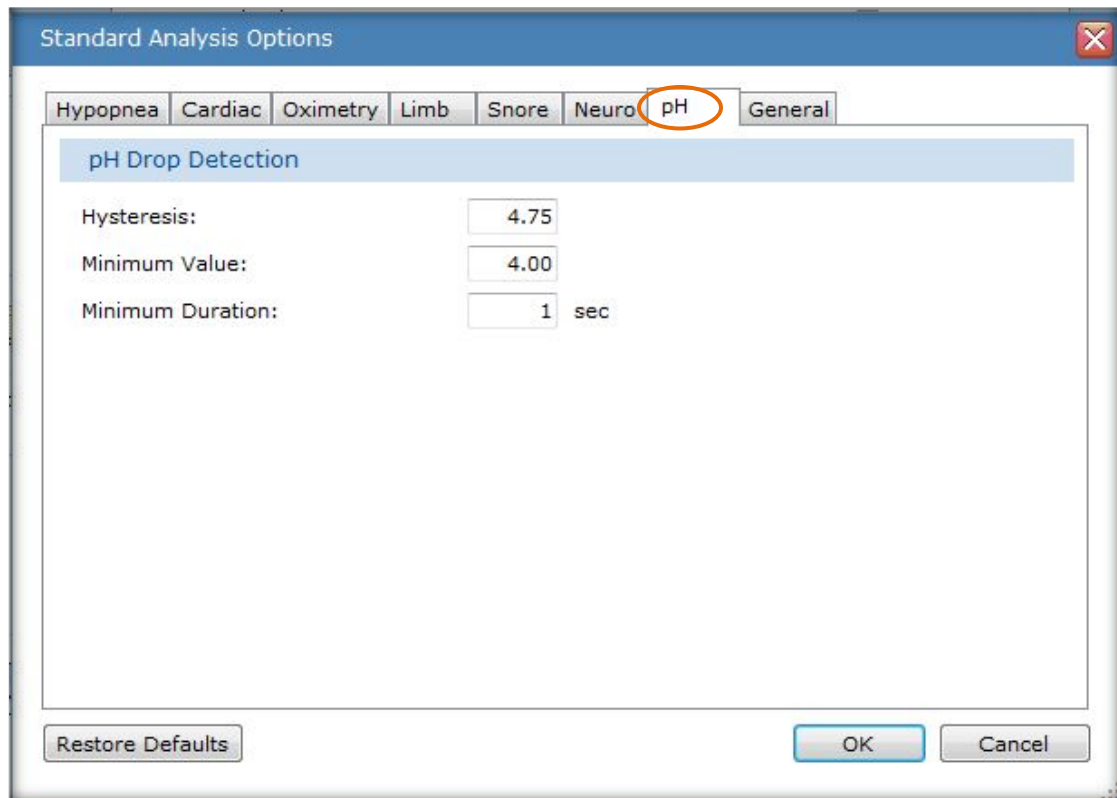 Standard Analysis Options
Hypopnea Cardiac Oximetry Limb Snore Neuro pH General
pH Drop Detection
Hysteresis: 4.75
Minimum Value: 4.00
Minimum Duration: 1 sec
Restore Defaults OK Cancel